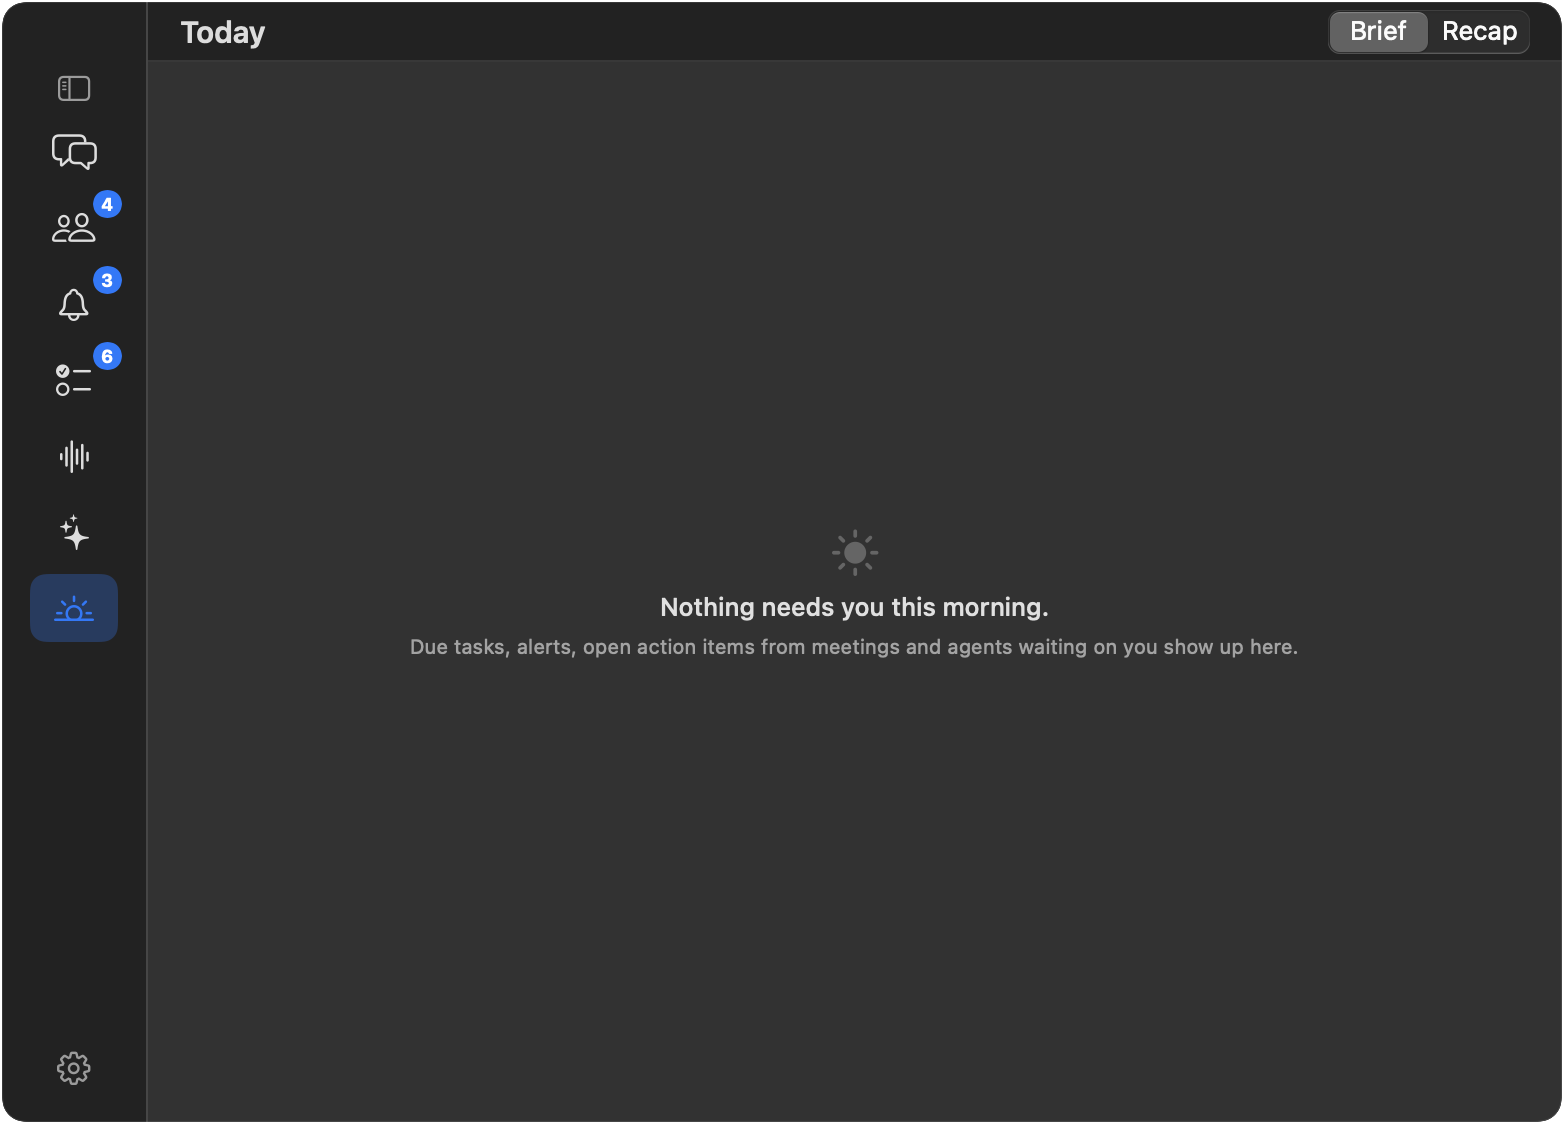 Today
Brief
Recap
4
3
6
Nothing needs you this morning.
Due tasks, alerts, open action items from meetings and agents waiting on you show up here.